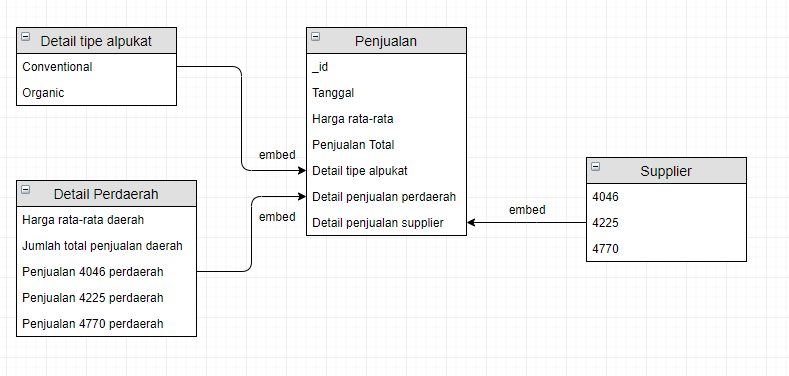 Detail tipe alpukat
Conventional
Organic
Penjualan
_id
Tanggal
Harga rata-rata
Penjualan Total
Detail tipe alpukat
Detail penjualan perdaerah
Detail penjualan supplier
embed
embed
Detail Perdaerah
Harga rata-rata daerah
Jumlah total penjualan daerah
Penjualan 4046 perdaerah
Penjualan 4225 perdaerah
Penjualan 4770 perdaerah
embed
Supplier
4046
4225
4770